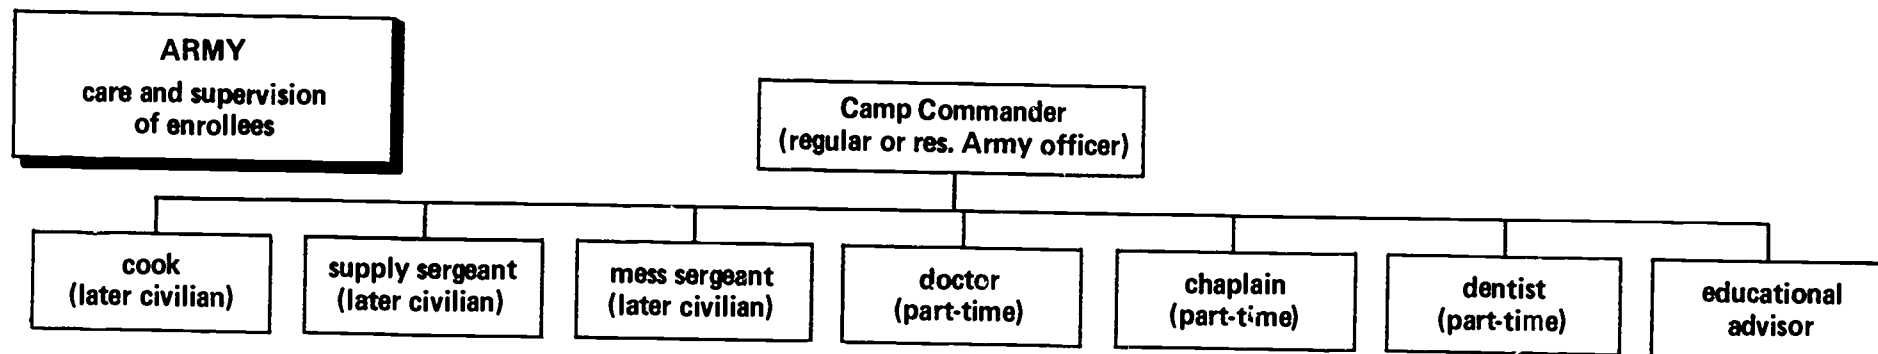 ARMY
care and supervision
of enrollees
Camp Commander
(regular or res. Army officer)
cook
(later civilian)
supply sergeant
(later civilian)
mess sergeant
(later civilian)
doctor
(part-time)
chaplain
(part-time)
dentist
(part-time)
educational
advisor